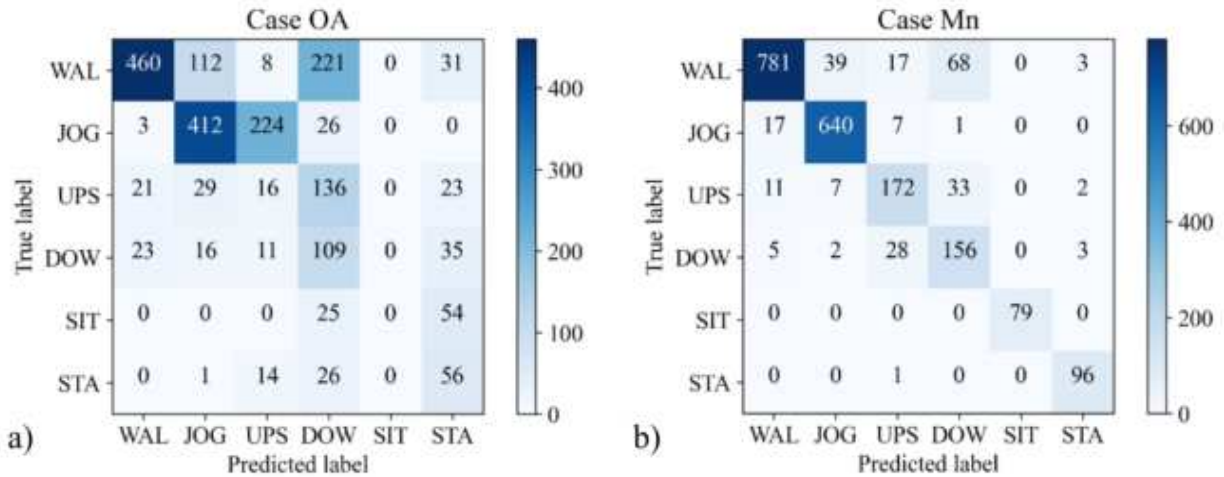 Case OA
WAL 460 112 8 221 0 31
JOG 3 412 224 26 0 0
UPS 21 29 16 136 0 23
DOW 23 16 11 109 0 35
SIT 0 0 0 25 0 54
STA 0 1 14 26 0 56
WAL JOG UPS DOW SIT STA
Predicted label
True label
400
300
200
100
0
a)
Case Mn
WAL 781 39 17 68 0 3
JOG 17 640 7 1 0 0
UPS 11 7 172 33 0 2
DOW 5 2 28 156 0 3
SIT 0 0 0 0 79 0
STA 0 0 1 0 0 96
WAL JOG UPS DOW SIT STA
Predicted label
True label
600
400
200
0
b)